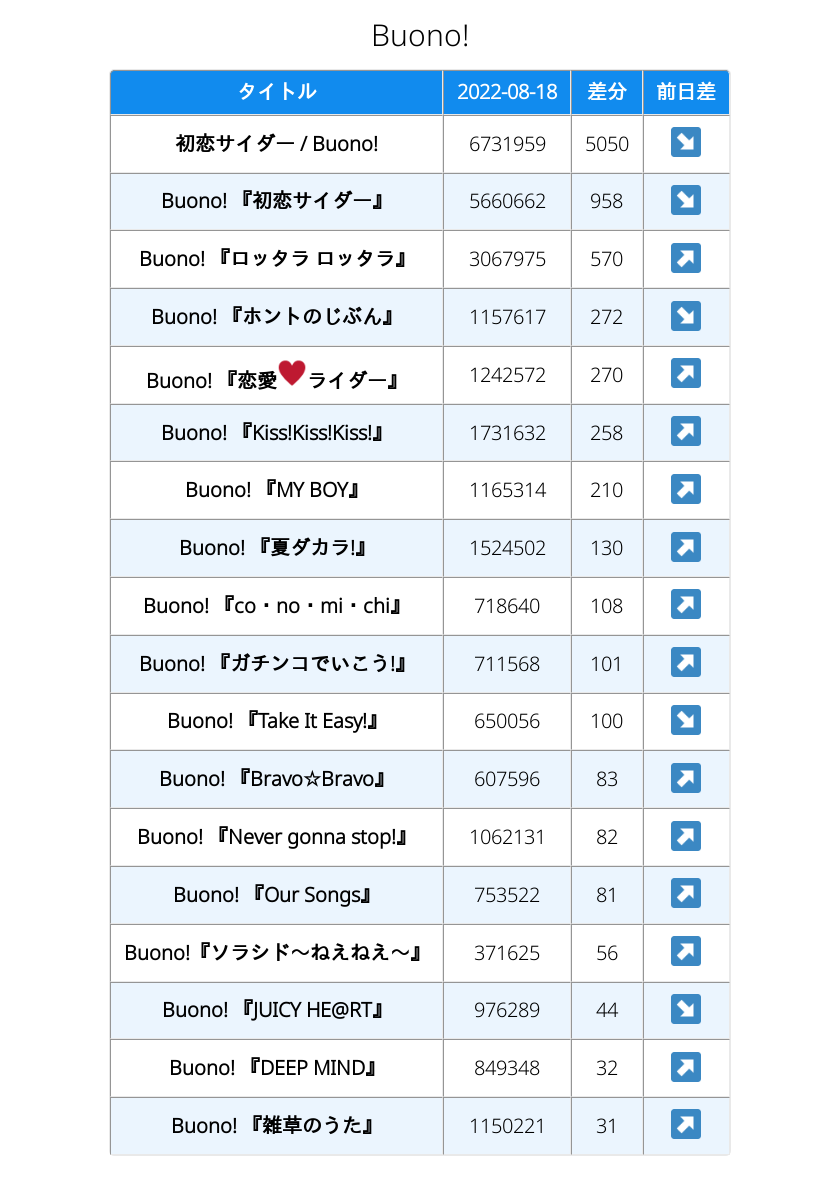 Buono!
タイトル 2022-08-18 差分 前日差
初恋サイダー / Buono! 6731959 5050 ↘
Buono! 『初恋サイダー』 5660662 958 ↘
Buono! 『ロッタラ ロッタラ』 3067975 570 ↗
Buono! 『ホントのじぶん』 1157617 272 ↘
Buono! 『恋愛♥ライダー』 1242572 270 ↗
Buono! 『Kiss!Kiss!Kiss!』 1731632 258 ↗
Buono! 『MY BOY』 1165314 210 ↗
Buono! 『夏ダカラ!』 1524502 130 ↗
Buono! 『co・no・mi・chi』 718640 108 ↗
Buono! 『ガチンコでいこう!』 711568 101 ↗
Buono! 『Take It Easy!』 650056 100 ↘
Buono! 『Bravo☆Bravo』 607596 83 ↗
Buono! 『Never gonna stop!』 1062131 82 ↗
Buono! 『Our Songs』 753522 81 ↗
Buono!『ソラシド～ねえねえ～』 371625 56 ↗
Buono! 『JUICY HE@RT』 976289 44 ↘
Buono! 『DEEP MIND』 849348 32 ↗
Buono! 『雑草のうた』 1150221 31 ↗